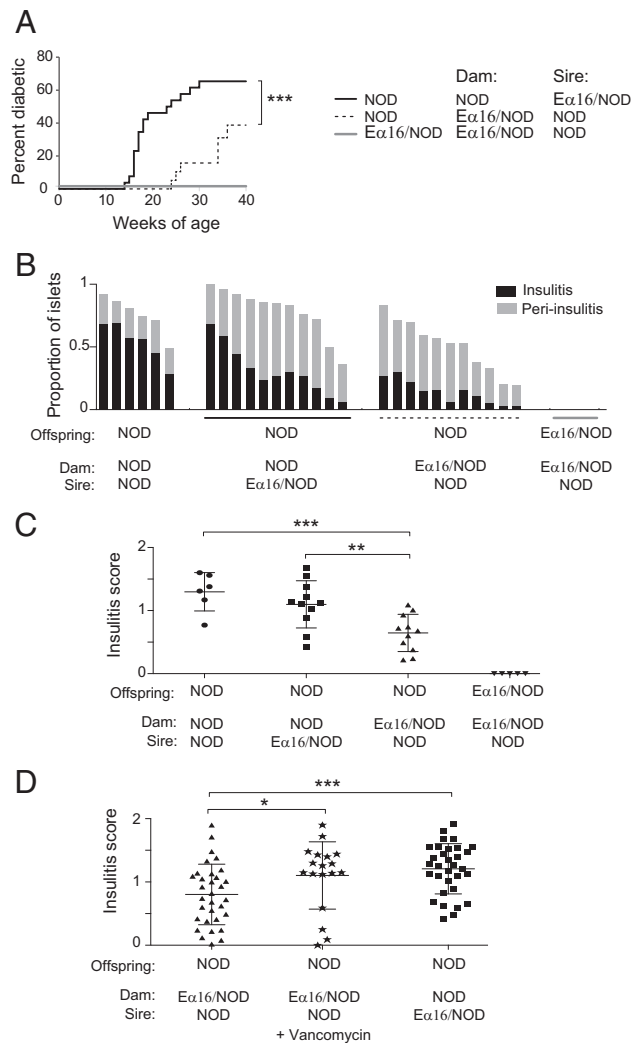 A
Percent diabetic
80
60
40
20
0
0 10 20 30 40
Weeks of age
***
Dam: Sire:
NOD NOD Eα16/NOD
NOD Eα16/NOD NOD
Eα16/NOD Eα16/NOD NOD
B
Proportion of islets
1
0.5
0
Insulitis
Peri-insulitis
Offspring: NOD NOD NOD Eα16/NOD
Dam: NOD NOD Eα16/NOD Eα16/NOD
Sire: NOD Eα16/NOD NOD NOD
C
***
**
Insulitis score
2
1
0
Offspring: NOD NOD NOD Eα16/NOD
Dam: NOD NOD Eα16/NOD Eα16/NOD
Sire: NOD Eα16/NOD NOD NOD
D
***
*
Insulitis score
2
1
0
Offspring: NOD NOD NOD
Dam: Eα16/NOD Eα16/NOD NOD
Sire: NOD NOD Eα16/NOD
+ Vancomycin